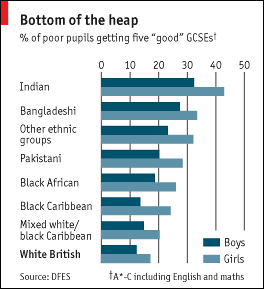 Bottom of the heap
% of poor pupils getting five “good” GCSEs†
0 10 20 30 40 50
Indian
Bangladeshi
Other ethnic
groups
Pakistani
Black African
Black Caribbean
Mixed white/
black Caribbean
White British
Boys
Girls
Source: DFES
†A*-C including English and maths